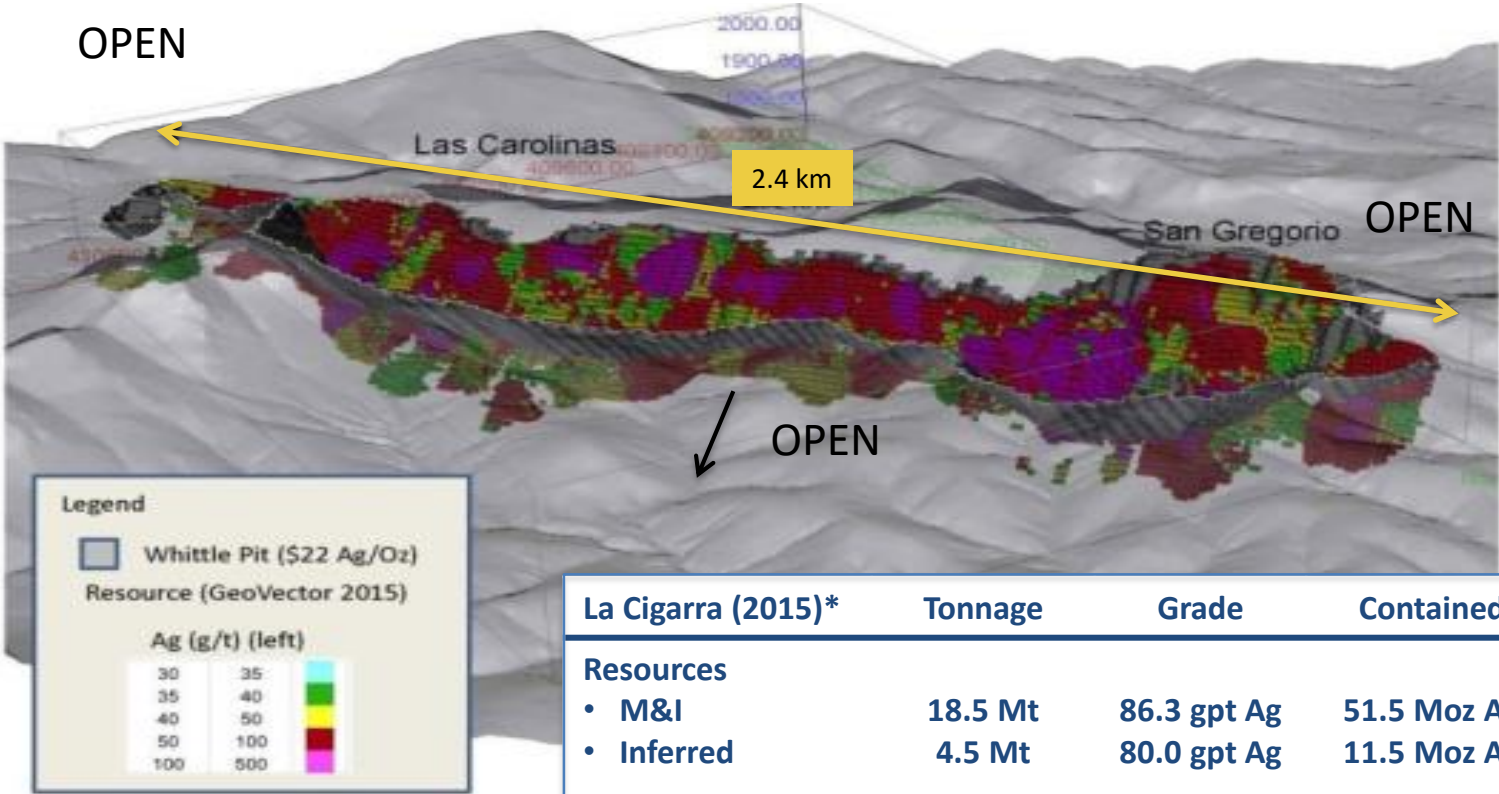 OPEN
2000.00
1900.00
Las Carolinas
2.4 km
San Gregorio
OPEN
OPEN
Legend
Whittle Pit ($22 Ag/Oz)
Resource (GeoVector 2015)
Ag (g/t) (left)
30 35
35 40
40 50
50 100
100 500
La Cigarra (2015)* Tonnage Grade Contained
Resources
• M&I 18.5 Mt 86.3 gpt Ag 51.5 Moz A
• Inferred 4.5 Mt 80.0 gpt Ag 11.5 Moz A